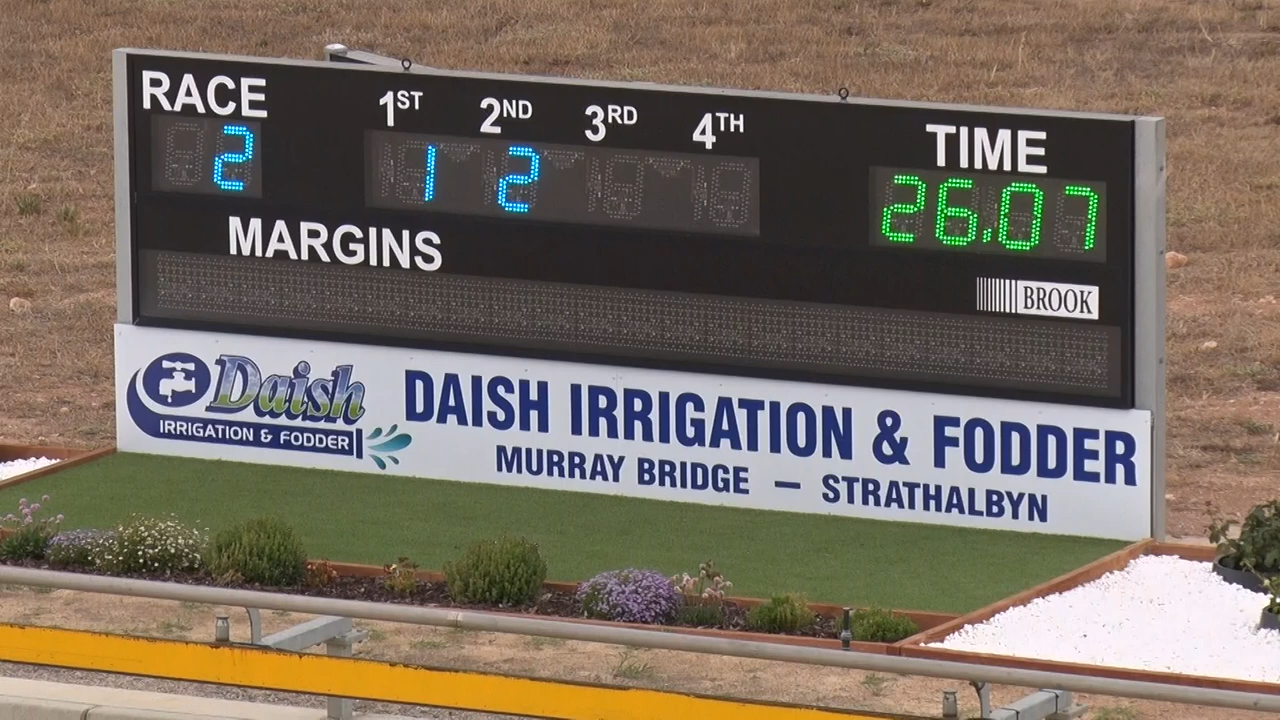 RACE 1ST 2ND 3RD 4TH TIME
2 1 2 26.07
MARGINS
BROOK
Daish
IRRIGATION & FODDER
DAISH IRRIGATION & FODDER
MURRAY BRIDGE – STRATHALBYN